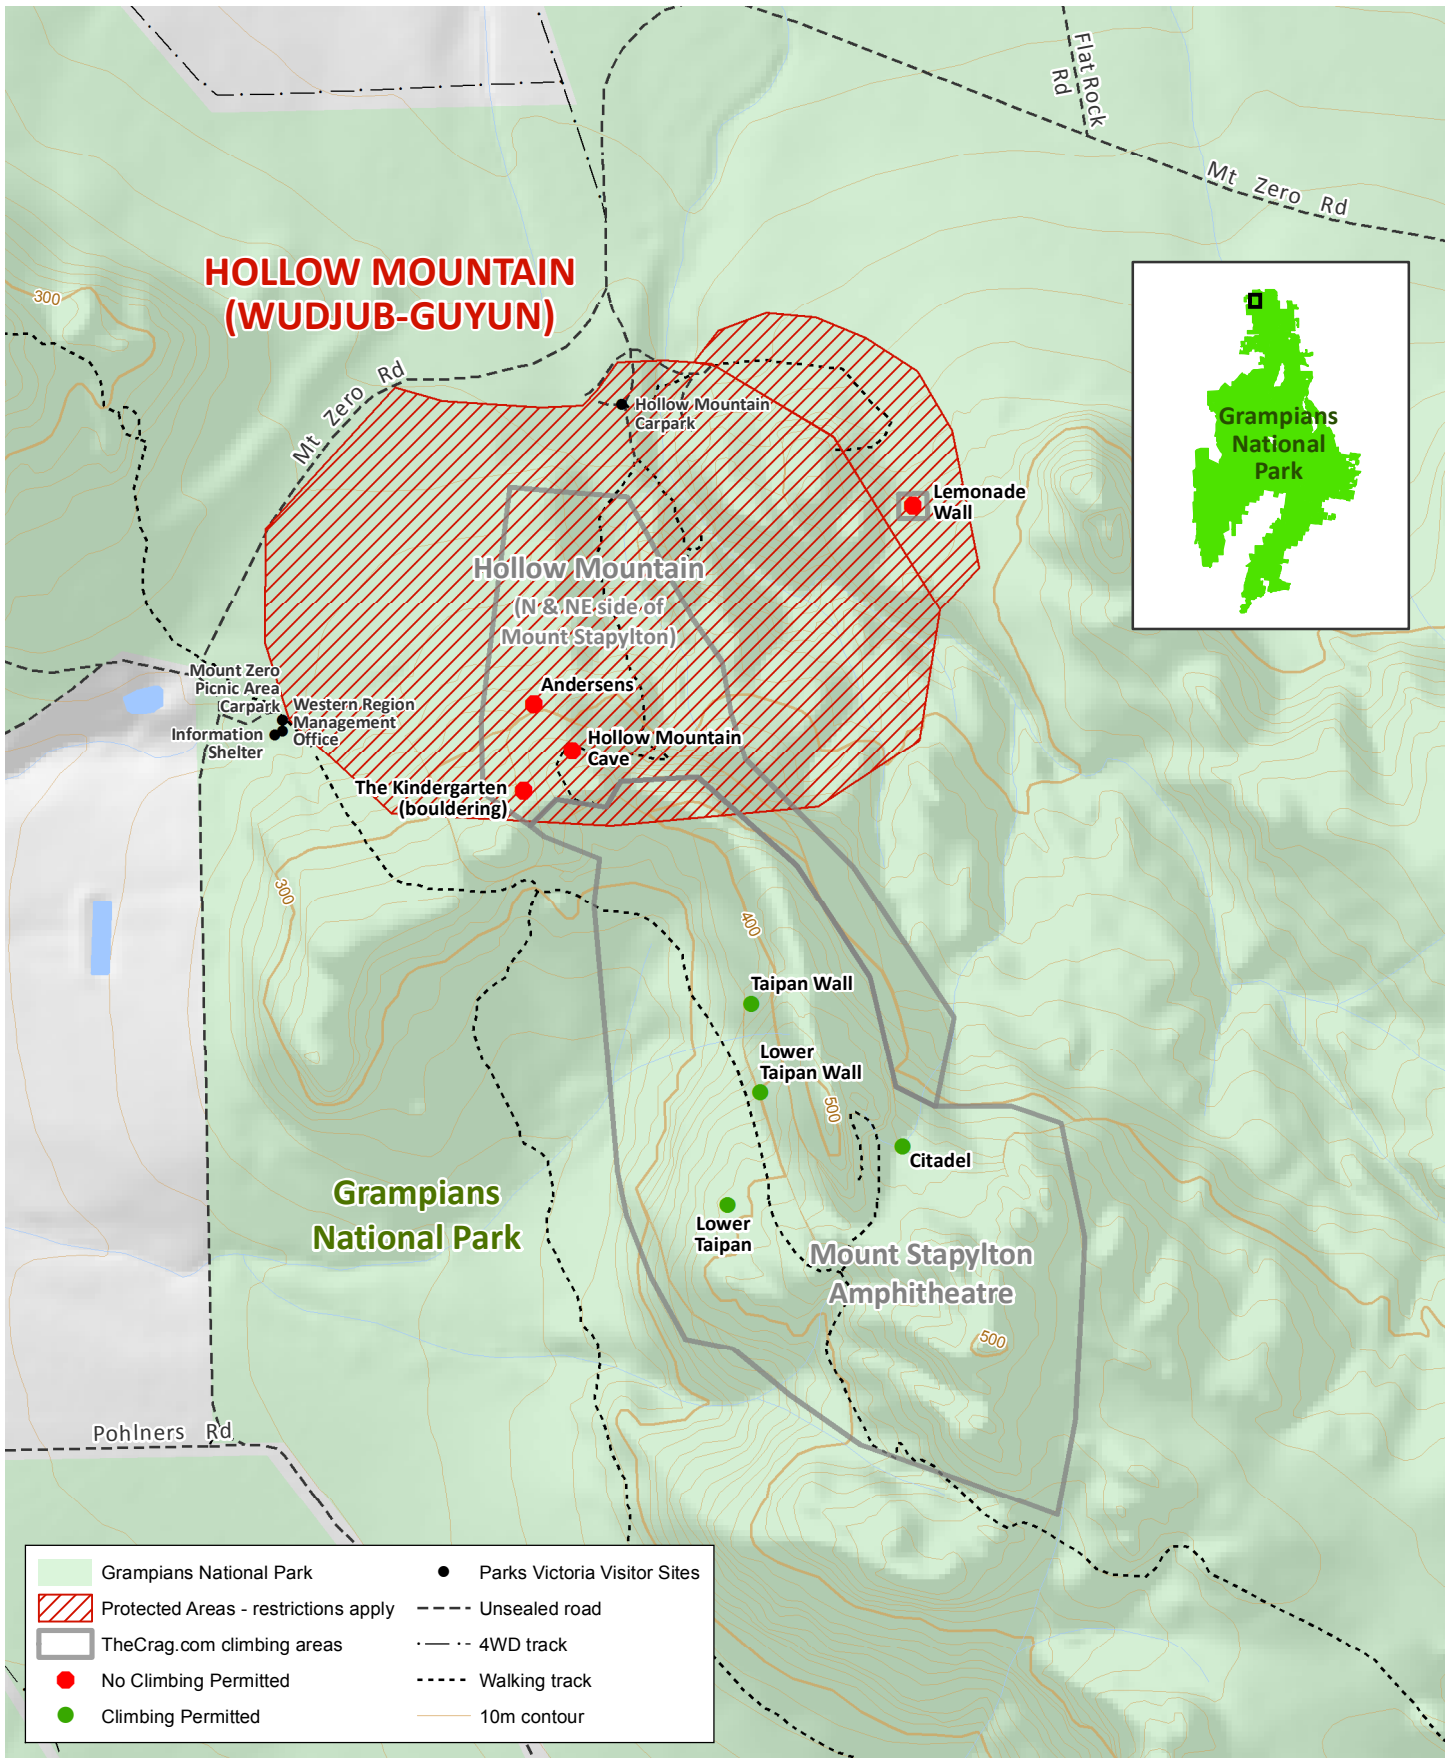 Flat Rock
Rd
Mt Zero Rd
HOLLOW MOUNTAIN
(WUDJUB-GUYUN)
300
Mt Zero Rd
Hollow Mountain
Carpark
Grampians
National
Park
Lemonade
Wall
Hollow Mountain
(N & NE side of
Mount Stapylton)
Mount Zero
Picnic Area
Carpark
Andersens
Western Region
Management
Office
Information
Shelter
Hollow Mountain
Cave
The Kindergarten
(bouldering)
300
400
Taipan Wall
Lower
Taipan Wall
500
Citadel
Grampians
National Park
Lower
Taipan
Mount Stapylton
Amphitheatre
500
Pohlners Rd
Grampians National Park
Protected Areas - restrictions apply
TheCrag.com climbing areas
No Climbing Permitted
Climbing Permitted
Parks Victoria Visitor Sites
Unsealed road
4WD track
Walking track
10m contour